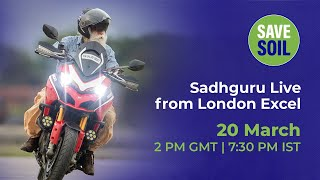 SAVE
SOIL
Sadhguru Live
from London Excel
20 March
2 PM GMT | 7:30 PM IST